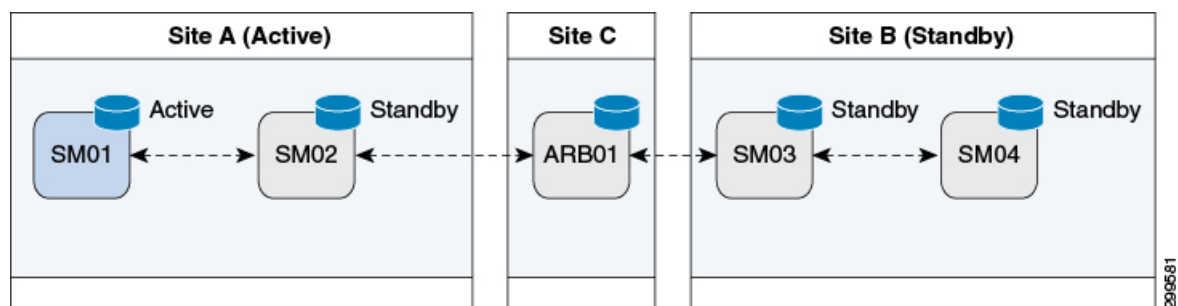 Site A (Active)
Site C
Site B (Standby)
Active
Standby
Standby
Standby
SM01
SM02
ARB01
SM03
SM04
299581